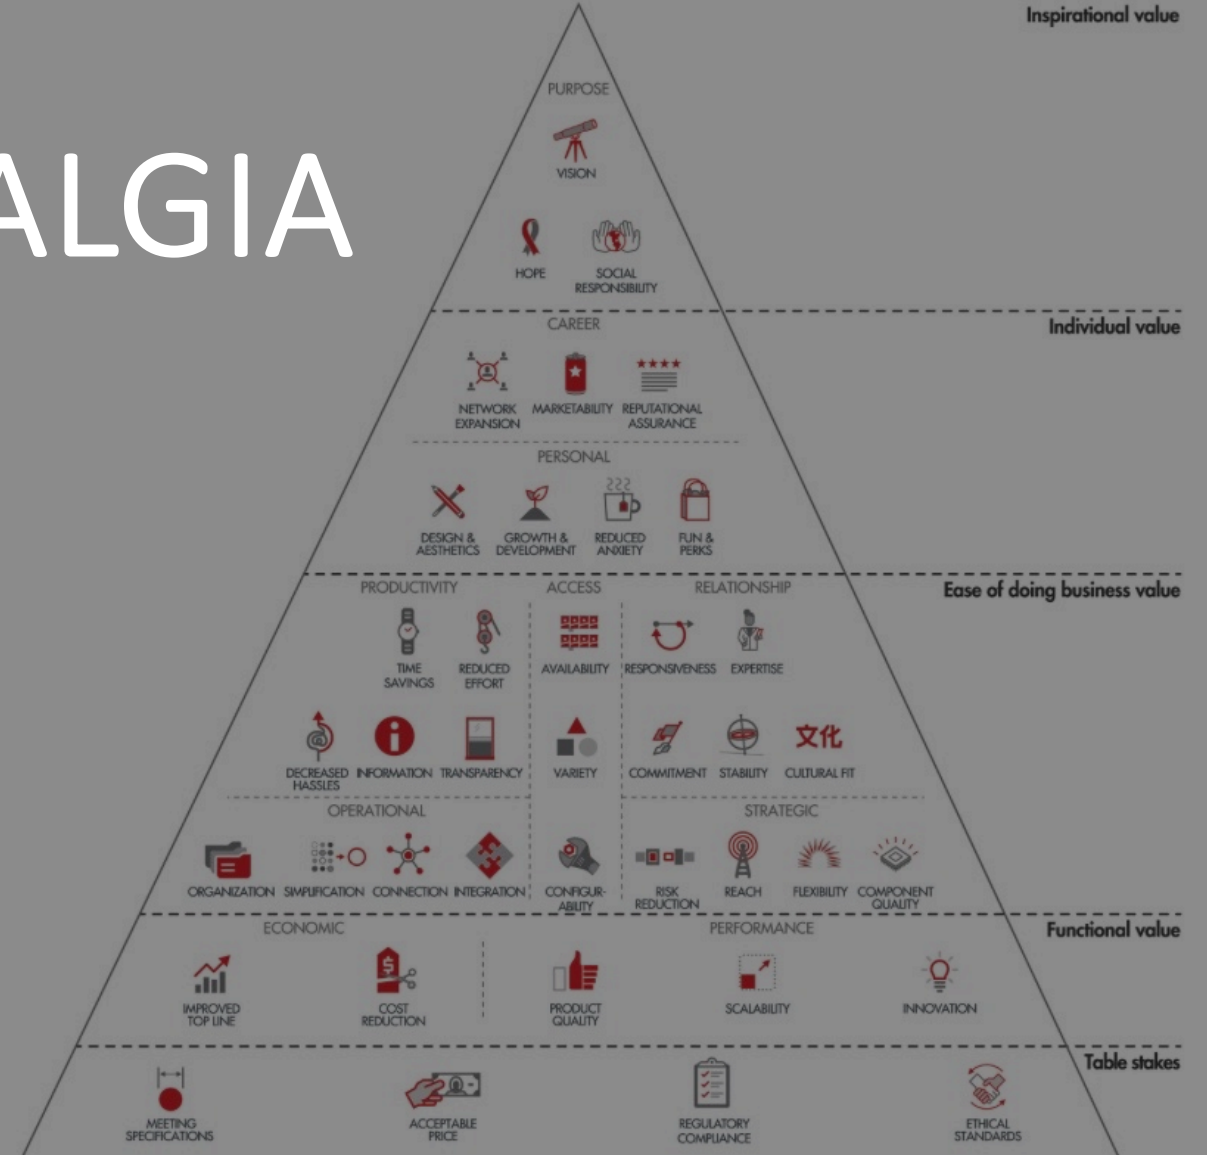 Inspirational value
PURPOSE
ALGIA
VISION
HOPE
SOCIAL
RESPONSIBILITY
Individual value
CAREER
NETWORK
EXPANSION
MARKETABILITY
REPUTATIONAL
ASSURANCE
PERSONAL
DESIGN &
AESTHETICS
GROWTH &
DEVELOPMENT
REDUCED
ANXIETY
FUN &
PERKS
Ease of doing business value
PRODUCTIVITY
ACCESS
RELATIONSHIP
TIME
SAVINGS
REDUCED
EFFORT
AVAILABILITY
RESPONSIVENESS
EXPERTISE
文化
DECREASED
HASSLES
INFORMATION
TRANSPARENCY
VARIETY
COMMITMENT
STABILITY
CULTURAL FIT
OPERATIONAL
STRATEGIC
ORGANIZATION
SIMPLIFICATION
CONNECTION
INTEGRATION
CONFIGUR-
ABILITY
RISK
REDUCTION
REACH
FLEXIBILITY
COMPONENT
QUALITY
Functional value
ECONOMIC
PERFORMANCE
IMPROVED
TOP LINE
COST
REDUCTION
PRODUCT
QUALITY
SCALABILITY
INNOVATION
Table stakes
MEETING
SPECIFICATIONS
ACCEPTABLE
PRICE
REGULATORY
COMPLIANCE
ETHICAL
STANDARDS